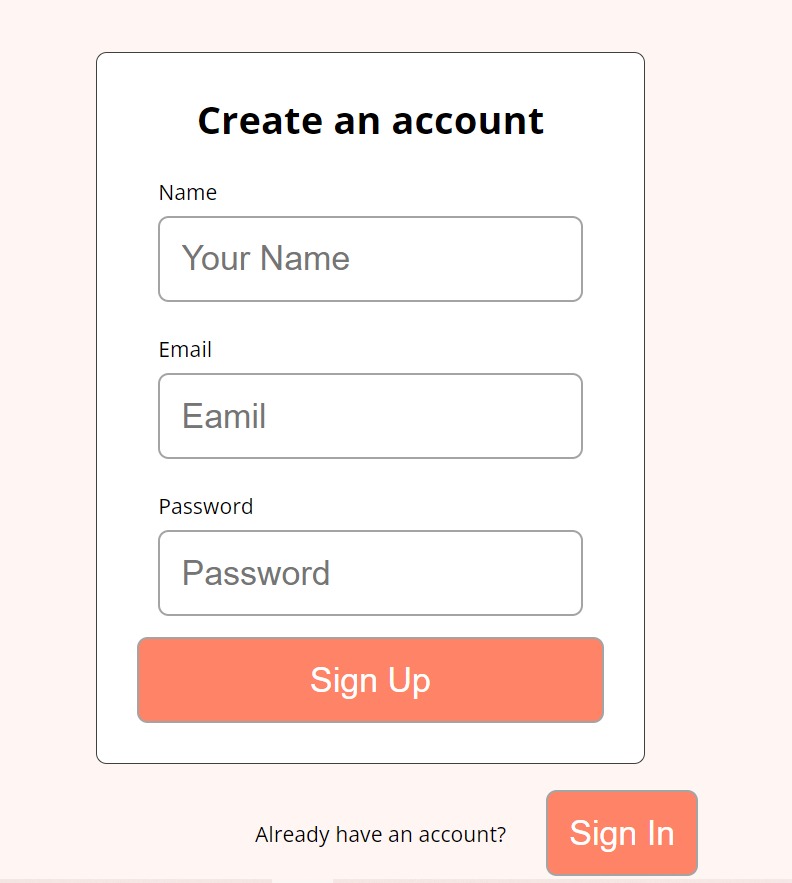 Create an account
Name
Your Name
Email
Eamil
Password
Password
Sign Up
Already have an account? Sign In